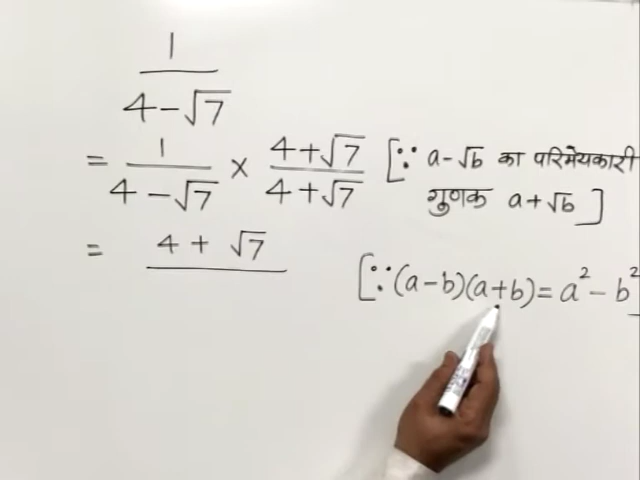 1
4-√7
= 1/4-√7 × 4+√7/4+√7 [∵ a-√b का परिमेयकारी
गुणक a+√b]
= 4 + √7
[∵ (a-b)(a+b) = a² - b²